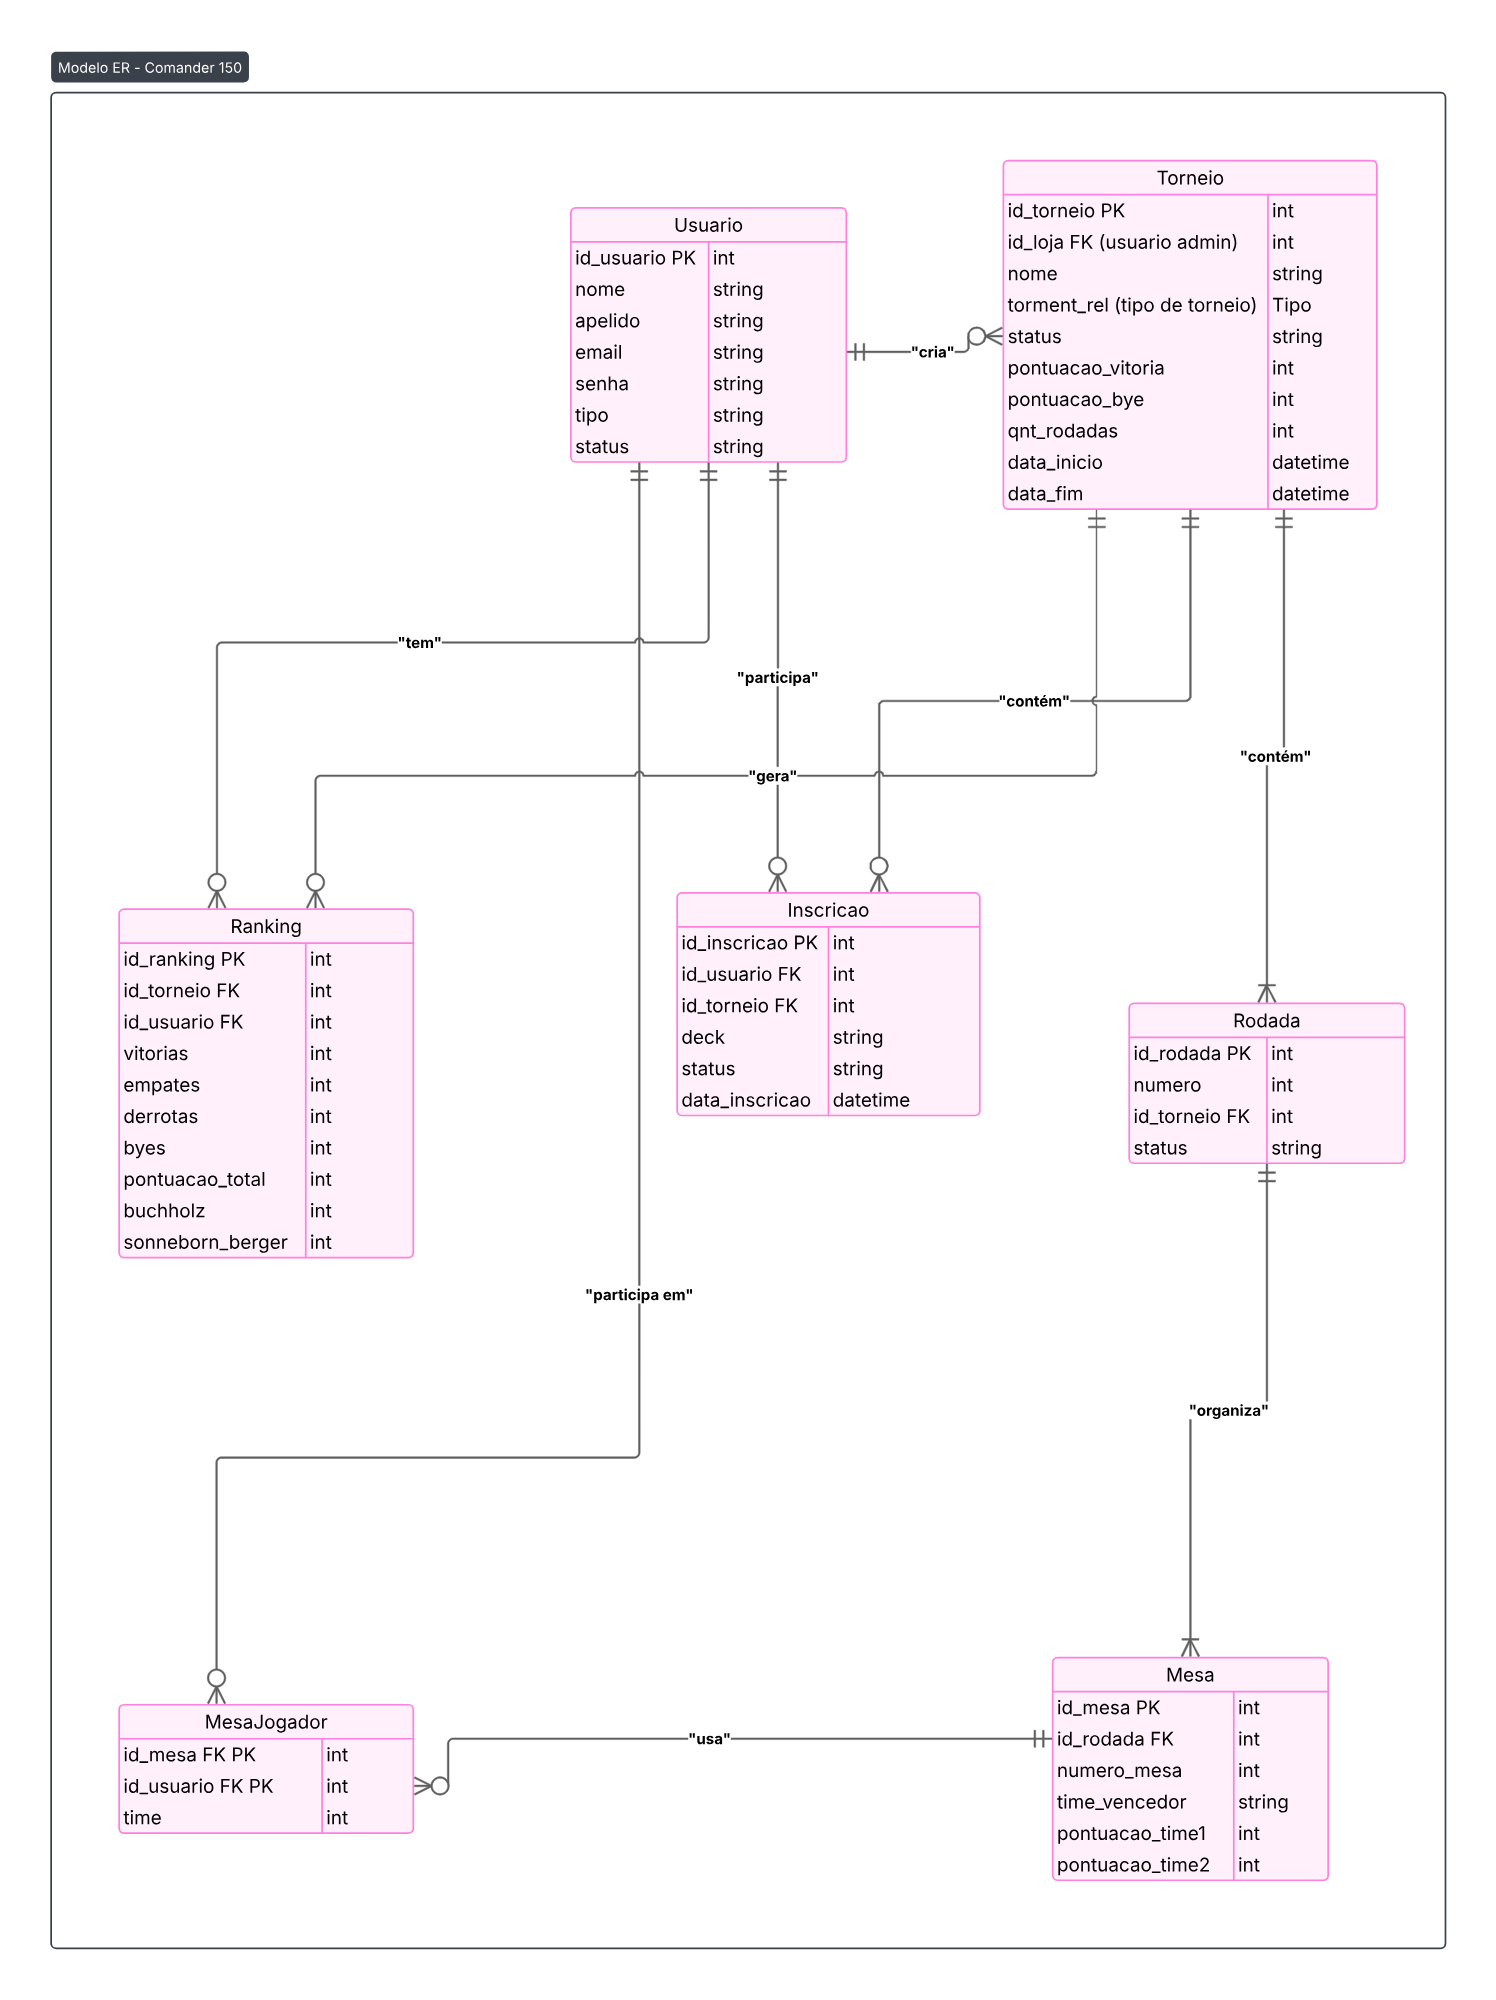 Modelo ER - Comander 150
Usuario
id_usuario PK int
nome string
apelido string
email string
senha string
tipo string
status string
"cria"
Torneio
id_torneio PK int
id_loja FK (usuario admin) int
nome string
torment_rel (tipo de torneio) Tipo
status string
pontuacao_vitoria int
pontuacao_bye int
qnt_rodadas int
data_inicio datetime
data_fim datetime
"tem"
"participa"
"contém"
"contém"
"gera"
Ranking
id_ranking PK int
id_torneio FK int
id_usuario FK int
vitorias int
empates int
derrotas int
byes int
pontuacao_total int
buchholz int
sonneborn_berger int
Inscricao
id_inscricao PK int
id_usuario FK int
id_torneio FK int
deck string
status string
data_inscricao datetime
Rodada
id_rodada PK int
numero int
id_torneio FK int
status string
"participa em"
"organiza"
MesaJogador
id_mesa FK PK int
id_usuario FK PK int
time int
"usa"
Mesa
id_mesa PK int
id_rodada FK int
numero_mesa int
time_vencedor string
pontuacao_time1 int
pontuacao_time2 int